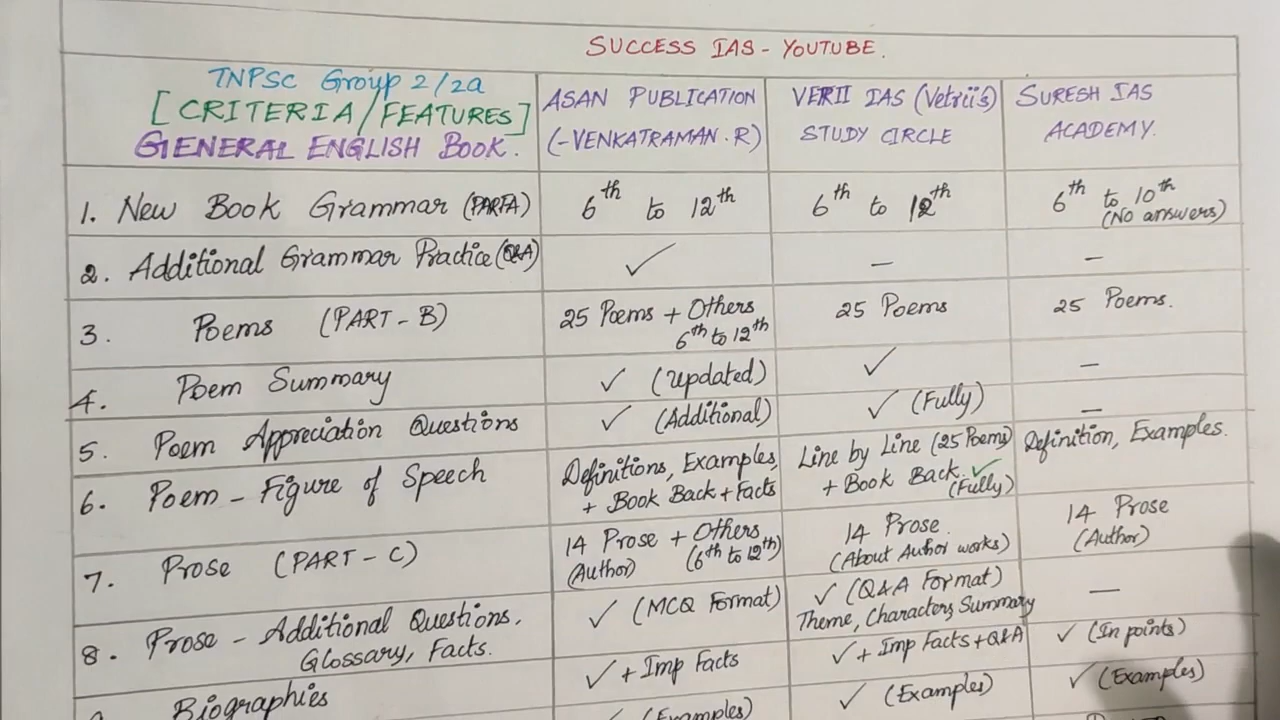 SUCCESS IAS - YOUTUBE.
TNPSC Group 2/2a
[CRITERIA/FEATURES]
GENERAL ENGLISH BOOK.
ASAN PUBLICATION
(-VENKATRAMAN.R)
VERII IAS (Vetrii's)
STUDY CIRCLE
SURESH IAS
ACADEMY.
1. New Book Grammar (PART A)
6th to 12th
6th to 12th
6th to 10th
(No answers)
2. Additional Grammar Practice (Q&A)
✓
—
—
3. Poems (PART-B)
25 Poems + Others
6th to 12th
25 Poems
25 Poems.
4. Poem Summary
✓ (Updated)
✓
—
5. Poem Appreciation Questions
✓ (Additional)
✓ (Fully)
—
6. Poem - Figure of Speech
Definitions, Examples,
+ Book Back + Facts
Line by Line (25 Poems)
+ Book Back ✓
(Fully)
Definition, Examples.
7. Prose (PART-C)
14 Prose + Others
(Author) (6th to 12th)
14 Prose.
(About Author works)
14 Prose
(Author)
8. Prose - Additional Questions,
Glossary, Facts.
✓ (MCQ Format)
✓ (Q&A Format)
Theme, Characters Summary
—
Biographies
✓ + Imp Facts
✓ + Imp Facts + Q&A
✓ (In points)
(Examples)
✓ (Examples)
✓ (Examples)